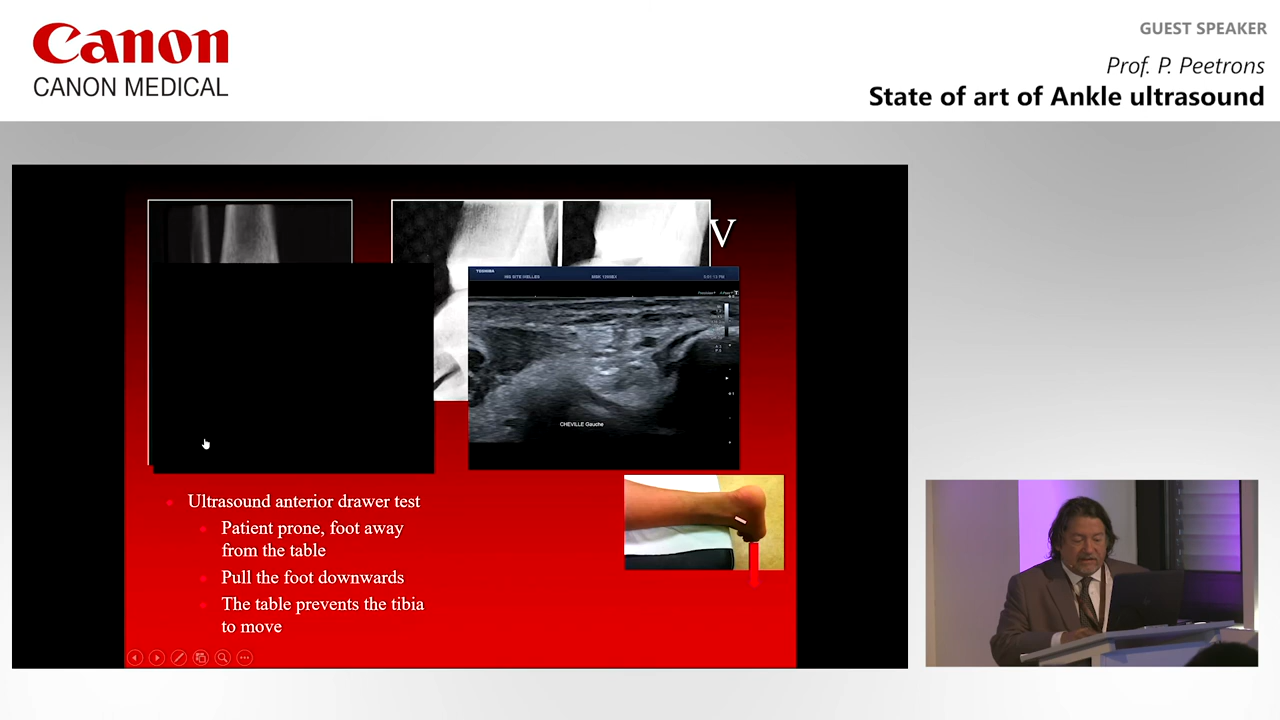 Canon
CANON MEDICAL
GUEST SPEAKER
Prof. P. Peetrons
State of art of Ankle ultrasound
V
TOSHIBA
CHEVILLE Gauche
Ultrasound anterior drawer test
Patient prone, foot away
from the table
Pull the foot downwards
The table prevents the tibia
to move